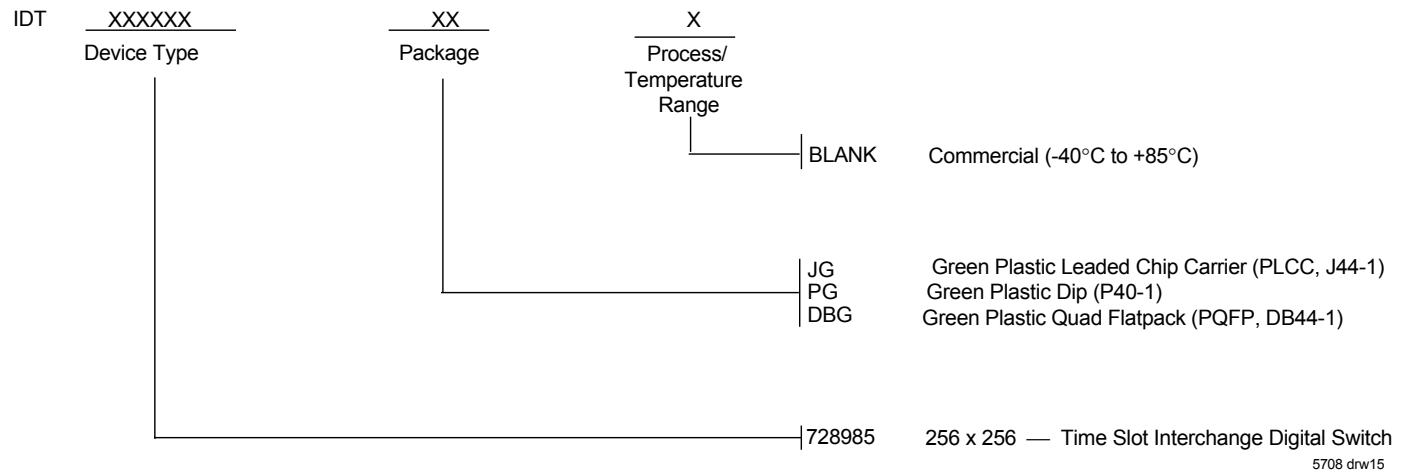 IDT XXXXXX XX X
Device Type Package Process/
Temperature
Range
BLANK Commercial (-40°C to +85°C)
JG Green Plastic Leaded Chip Carrier (PLCC, J44-1)
PG Green Plastic Dip (P40-1)
DBG Green Plastic Quad Flatpack (PQFP, DB44-1)
728985 256 x 256 — Time Slot Interchange Digital Switch
5708 drw15